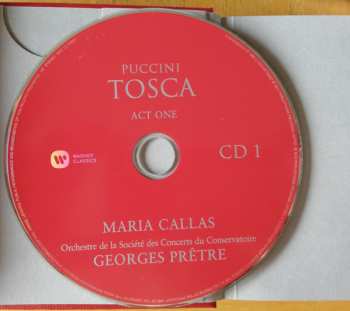 PUCCINI
TOSCA
ACT ONE
CD 1
WARNER
CLASSICS
MARIA CALLAS
Orchestre de la Société des Concerts du Conservatoire
GEORGES PRÊTRE